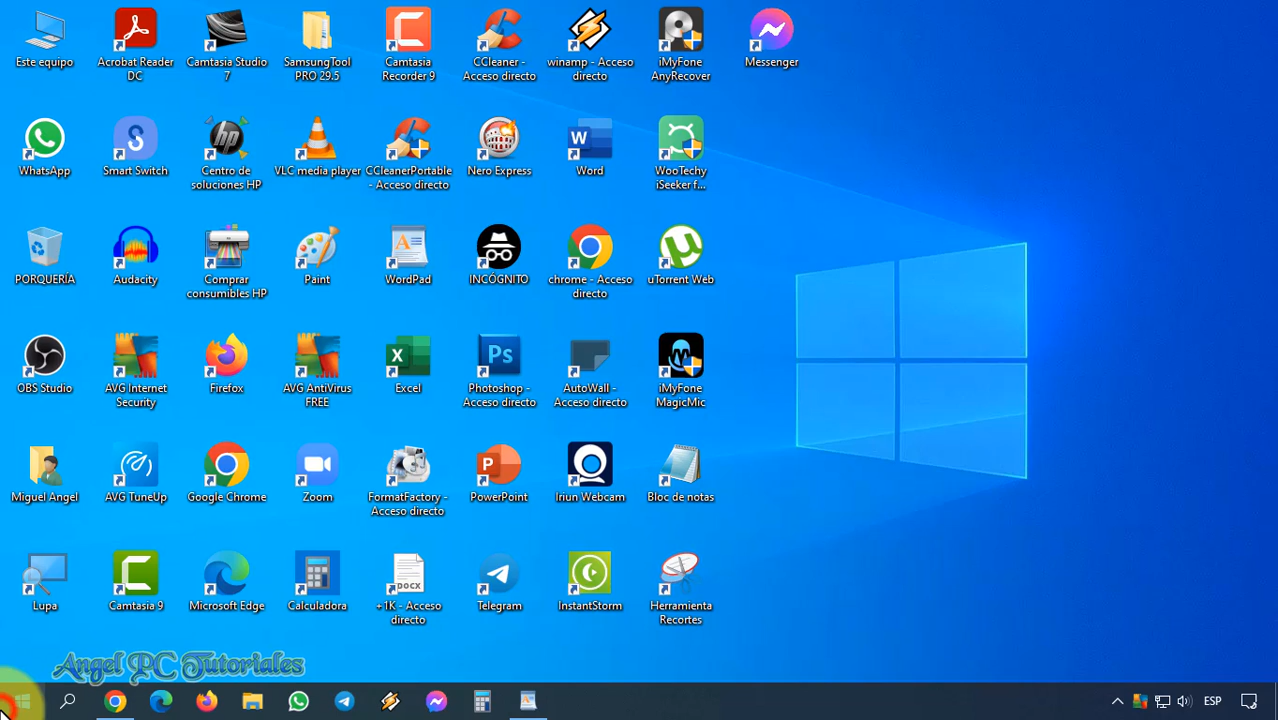 Este equipo
Acrobat Reader
DC
Camtasia Studio
7
SamsungTool
PRO 29.5
Camtasia
Recorder 9
CCleaner -
Acceso directo
winamp - Acceso
directo
iMyFone
AnyRecover
Messenger
WhatsApp
Smart Switch
Centro de
soluciones HP
VLC media player
CCleanerPortable
- Acceso directo
Nero Express
Word
WooTechy
iSeeker f...
PORQUERÍA
Audacity
Comprar
consumibles HP
Paint
WordPad
INCÓGNITO
chrome - Acceso
directo
uTorrent Web
OBS Studio
AVG Internet
Security
Firefox
AVG AntiVirus
FREE
Excel
Photoshop -
Acceso directo
AutoWall -
Acceso directo
iMyFone
MagicMic
Miguel Angel
AVG TuneUp
Google Chrome
Zoom
FormatFactory -
Acceso directo
PowerPoint
Iriun Webcam
Bloc de notas
Lupa
Camtasia 9
Microsoft Edge
Calculadora
DOCX
+1K - Acceso
directo
Telegram
InstantStorm
Herramienta
Recortes
Angel PC Tutoriales
ESP